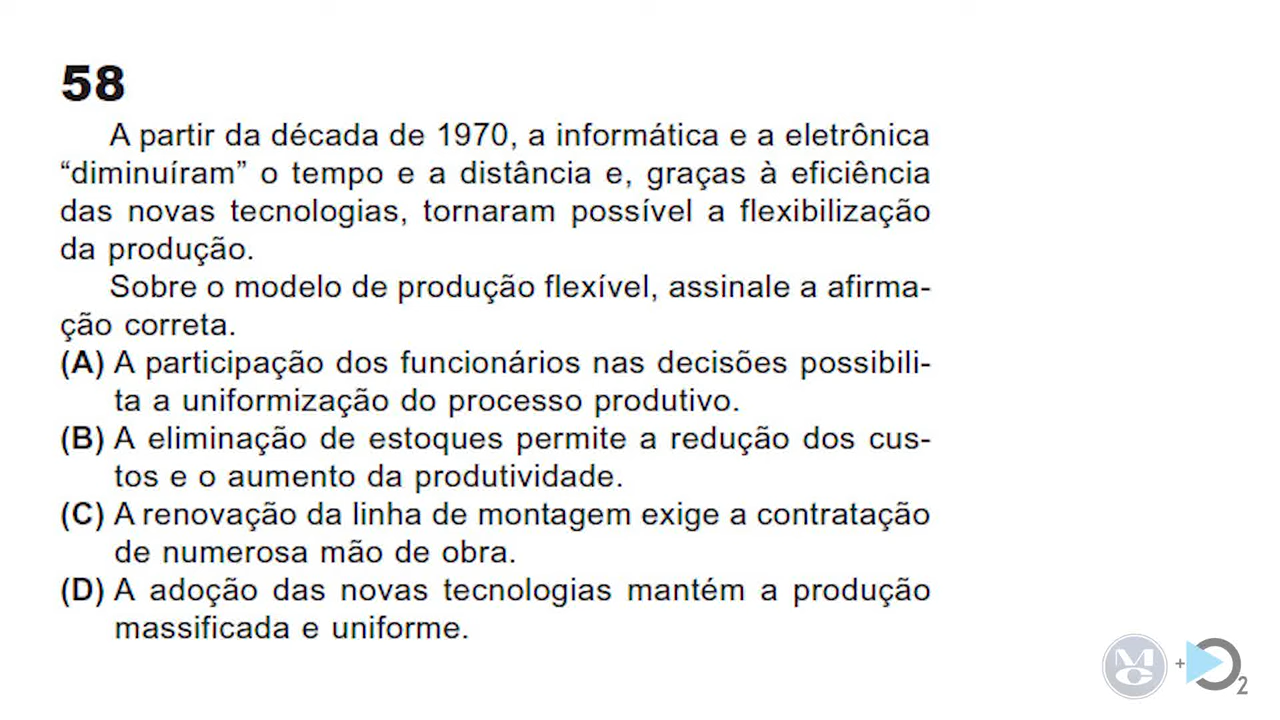 58
A partir da década de 1970, a informática e a eletrônica
“diminuíram” o tempo e a distância e, graças à eficiência
das novas tecnologias, tornaram possível a flexibilização
da produção.
Sobre o modelo de produção flexível, assinale a afirma-
ção correta.
(A) A participação dos funcionários nas decisões possibili-
ta a uniformização do processo produtivo.
(B) A eliminação de estoques permite a redução dos cus-
tos e o aumento da produtividade.
(C) A renovação da linha de montagem exige a contratação
de numerosa mão de obra.
(D) A adoção das novas tecnologias mantém a produção
massificada e uniforme.
MC + O2